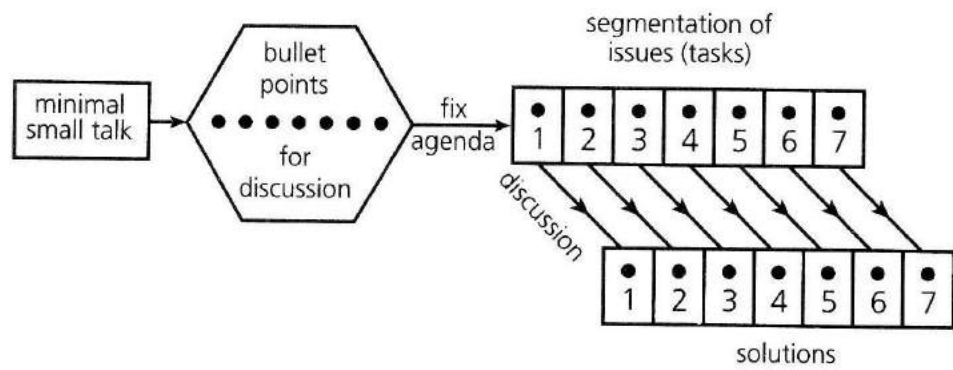 minimal
small talk
bullet
points
for
discussion
fix
agenda
segmentation of
issues (tasks)
1 2 3 4 5 6 7
discussion
1 2 3 4 5 6 7
solutions